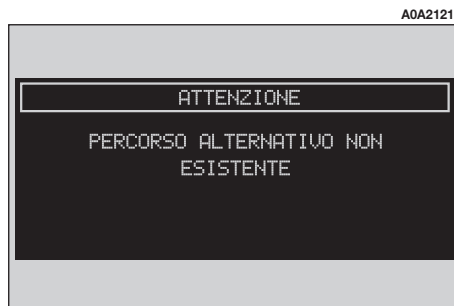 A0A2121
ATTENZIONE
PERCORSO ALTERNATIVO NON
ESISTENTE